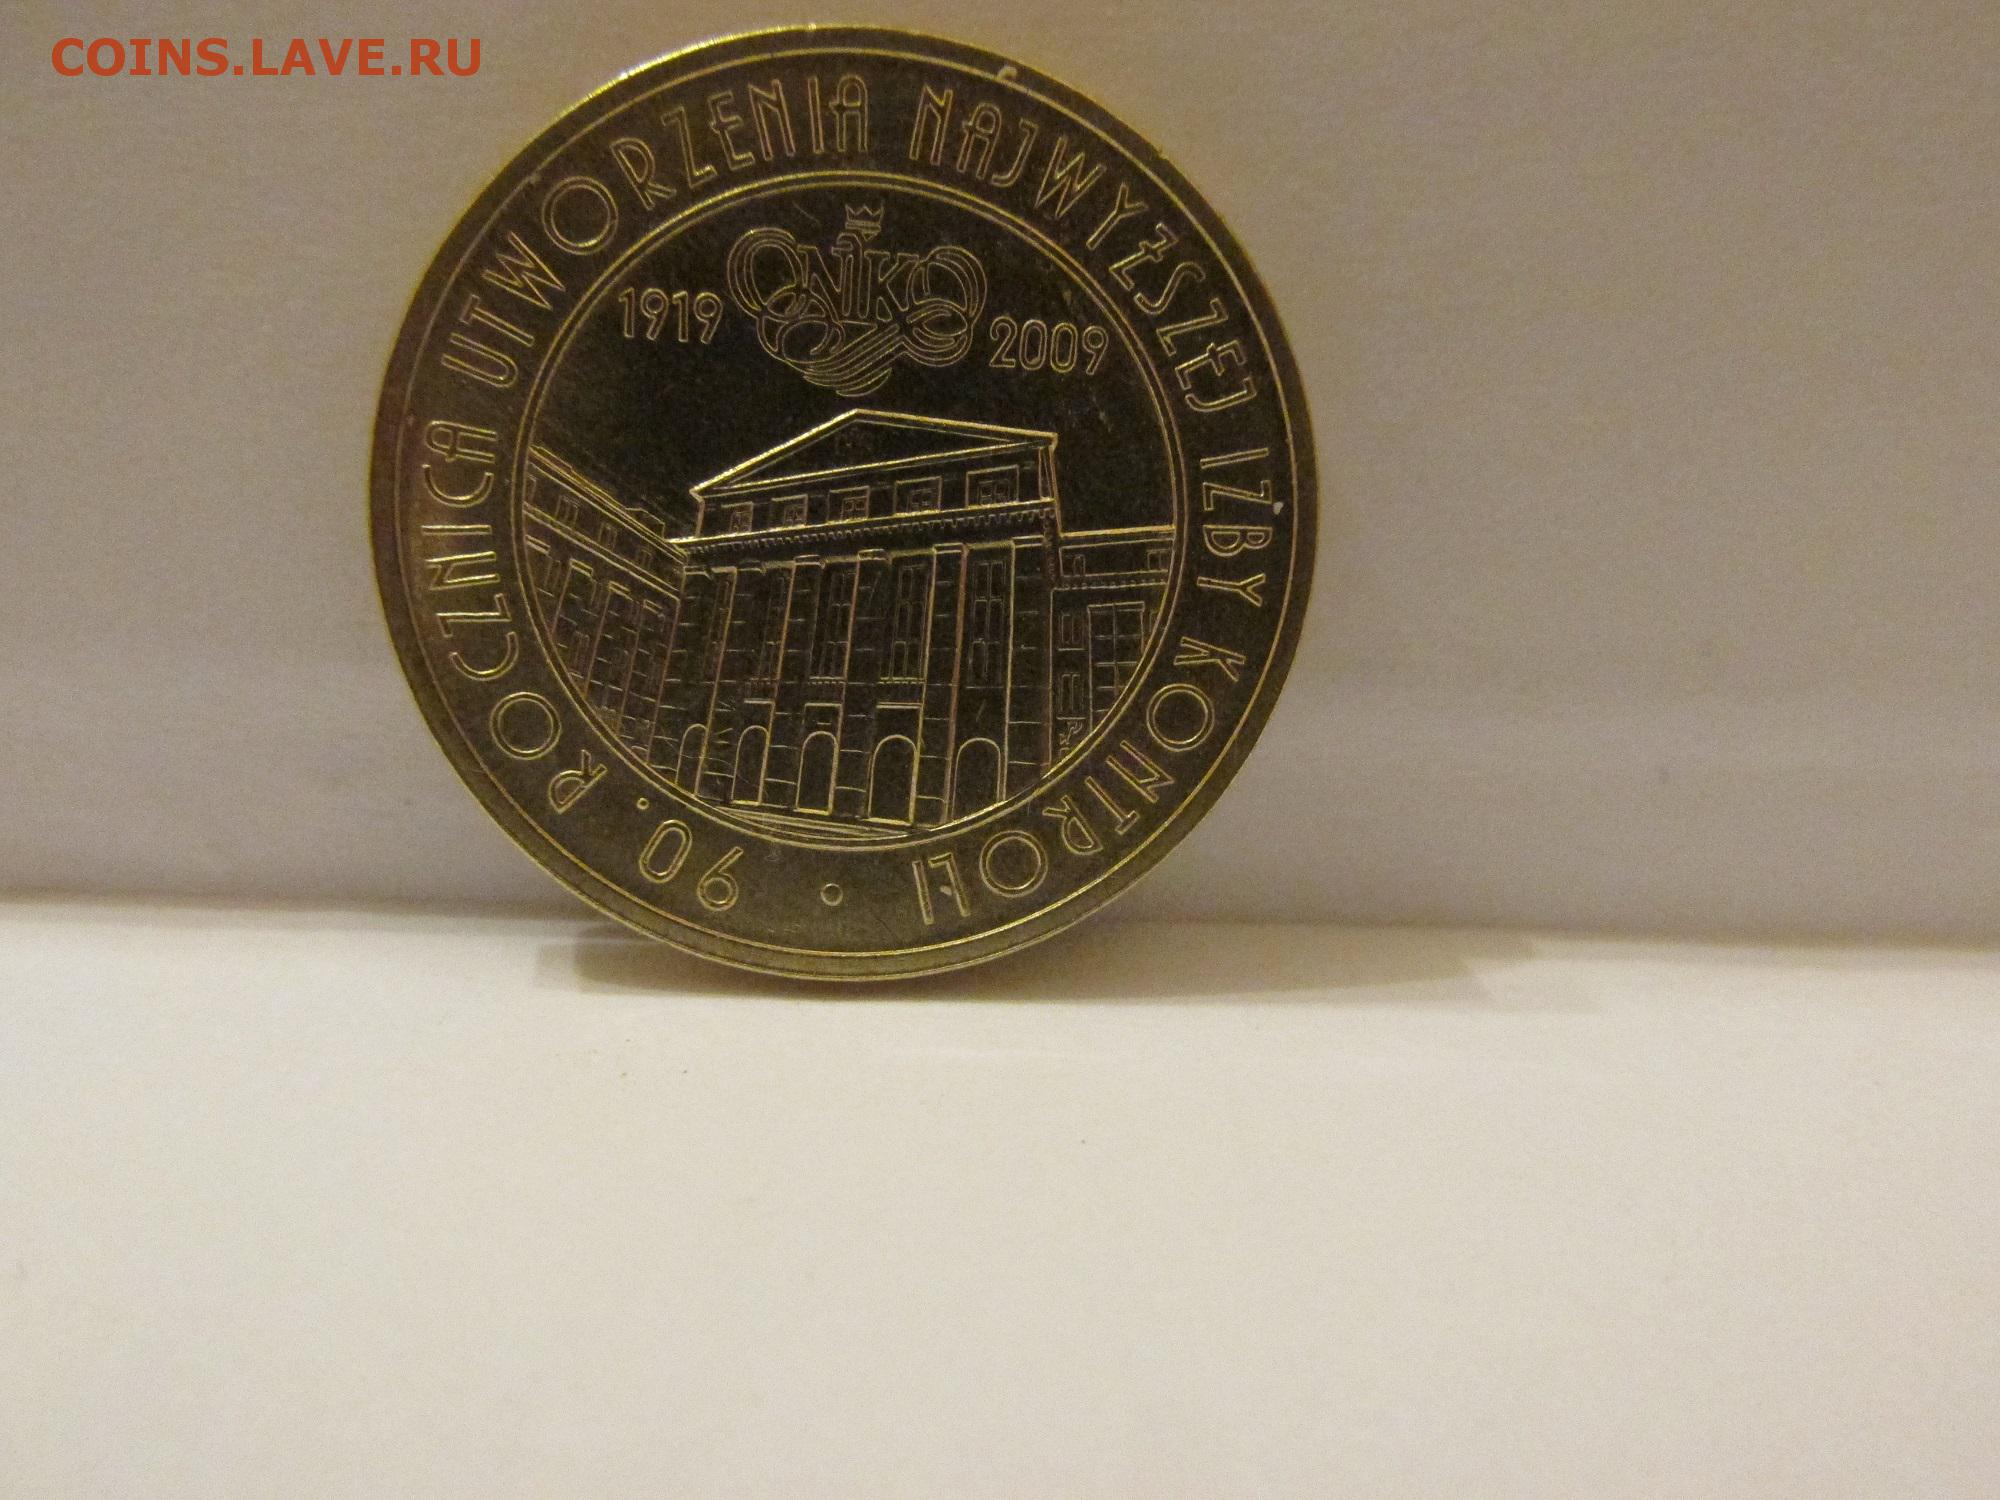 COINS.LAVE.RU
90. ROCZNICA UTWORZENIA NAJWYŻSZEJ IZBY KONTROLI •
NIK
1919 2009